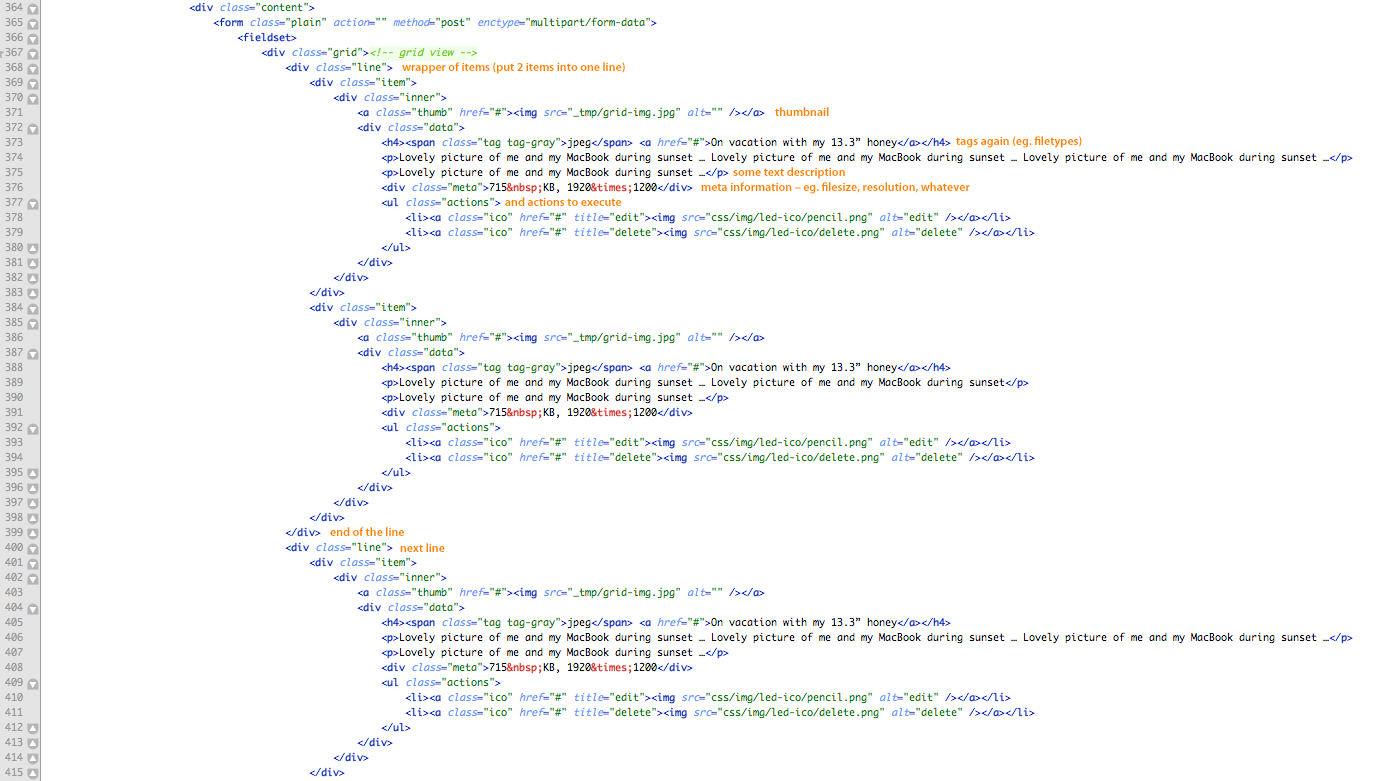 364 <div class="content">
365 <form class="plain" action="" method="post" enctype="multipart/form-data">
366 <fieldset>
367 <div class="grid"><!-- grid view -->
368 <div class="line"> wrapper of items (put 2 items into one line)
369 <div class="item">
370 <div class="inner">
371 <a class="thumb" href="#"><img src="_tmp/grid-img.jpg" alt="" /></a> thumbnail
372 <div class="data">
373 <h4><span class="tag tag-gray">jpeg</span> <a href="#">On vacation with my 13.3” honey</a></h4> tags again (eg. filetypes)
374 <p>Lovely picture of me and my MacBook during sunset … Lovely picture of me and my MacBook during sunset … Lovely picture of me and my MacBook during sunset …</p>
375 <p>Lovely picture of me and my MacBook during sunset …</p> some text description
376 <div class="meta">715&nbsp;KB, 1920&times;1200</div> meta information – eg. filesize, resolution, whatever
377 <ul class="actions"> and actions to execute
378 <li><a class="ico" href="#" title="edit"><img src="css/img/led-ico/pencil.png" alt="edit" /></a></li>
379 <li><a class="ico" href="#" title="delete"><img src="css/img/led-ico/delete.png" alt="delete" /></a></li>
380 </ul>
381 </div>
382 </div>
383 </div>
384 <div class="item">
385 <div class="inner">
386 <a class="thumb" href="#"><img src="_tmp/grid-img.jpg" alt="" /></a>
387 <div class="data">
388 <h4><span class="tag tag-gray">jpeg</span> <a href="#">On vacation with my 13.3” honey</a></h4>
389 <p>Lovely picture of me and my MacBook during sunset … Lovely picture of me and my MacBook during sunset</p>
390 <p>Lovely picture of me and my MacBook during sunset …</p>
391 <div class="meta">715&nbsp;KB, 1920&times;1200</div>
392 <ul class="actions">
393 <li><a class="ico" href="#" title="edit"><img src="css/img/led-ico/pencil.png" alt="edit" /></a></li>
394 <li><a class="ico" href="#" title="delete"><img src="css/img/led-ico/delete.png" alt="delete" /></a></li>
395 </ul>
396 </div>
397 </div>
398 </div>
399 </div> end of the line
400 <div class="line"> next line
401 <div class="item">
402 <div class="inner">
403 <a class="thumb" href="#"><img src="_tmp/grid-img.jpg" alt="" /></a>
404 <div class="data">
405 <h4><span class="tag tag-gray">jpeg</span> <a href="#">On vacation with my 13.3” honey</a></h4>
406 <p>Lovely picture of me and my MacBook during sunset … Lovely picture of me and my MacBook during sunset … Lovely picture of me and my MacBook during sunset …</p>
407 <p>Lovely picture of me and my MacBook during sunset …</p>
408 <div class="meta">715&nbsp;KB, 1920&times;1200</div>
409 <ul class="actions">
410 <li><a class="ico" href="#" title="edit"><img src="css/img/led-ico/pencil.png" alt="edit" /></a></li>
411 <li><a class="ico" href="#" title="delete"><img src="css/img/led-ico/delete.png" alt="delete" /></a></li>
412 </ul>
413 </div>
414 </div>
415 </div>